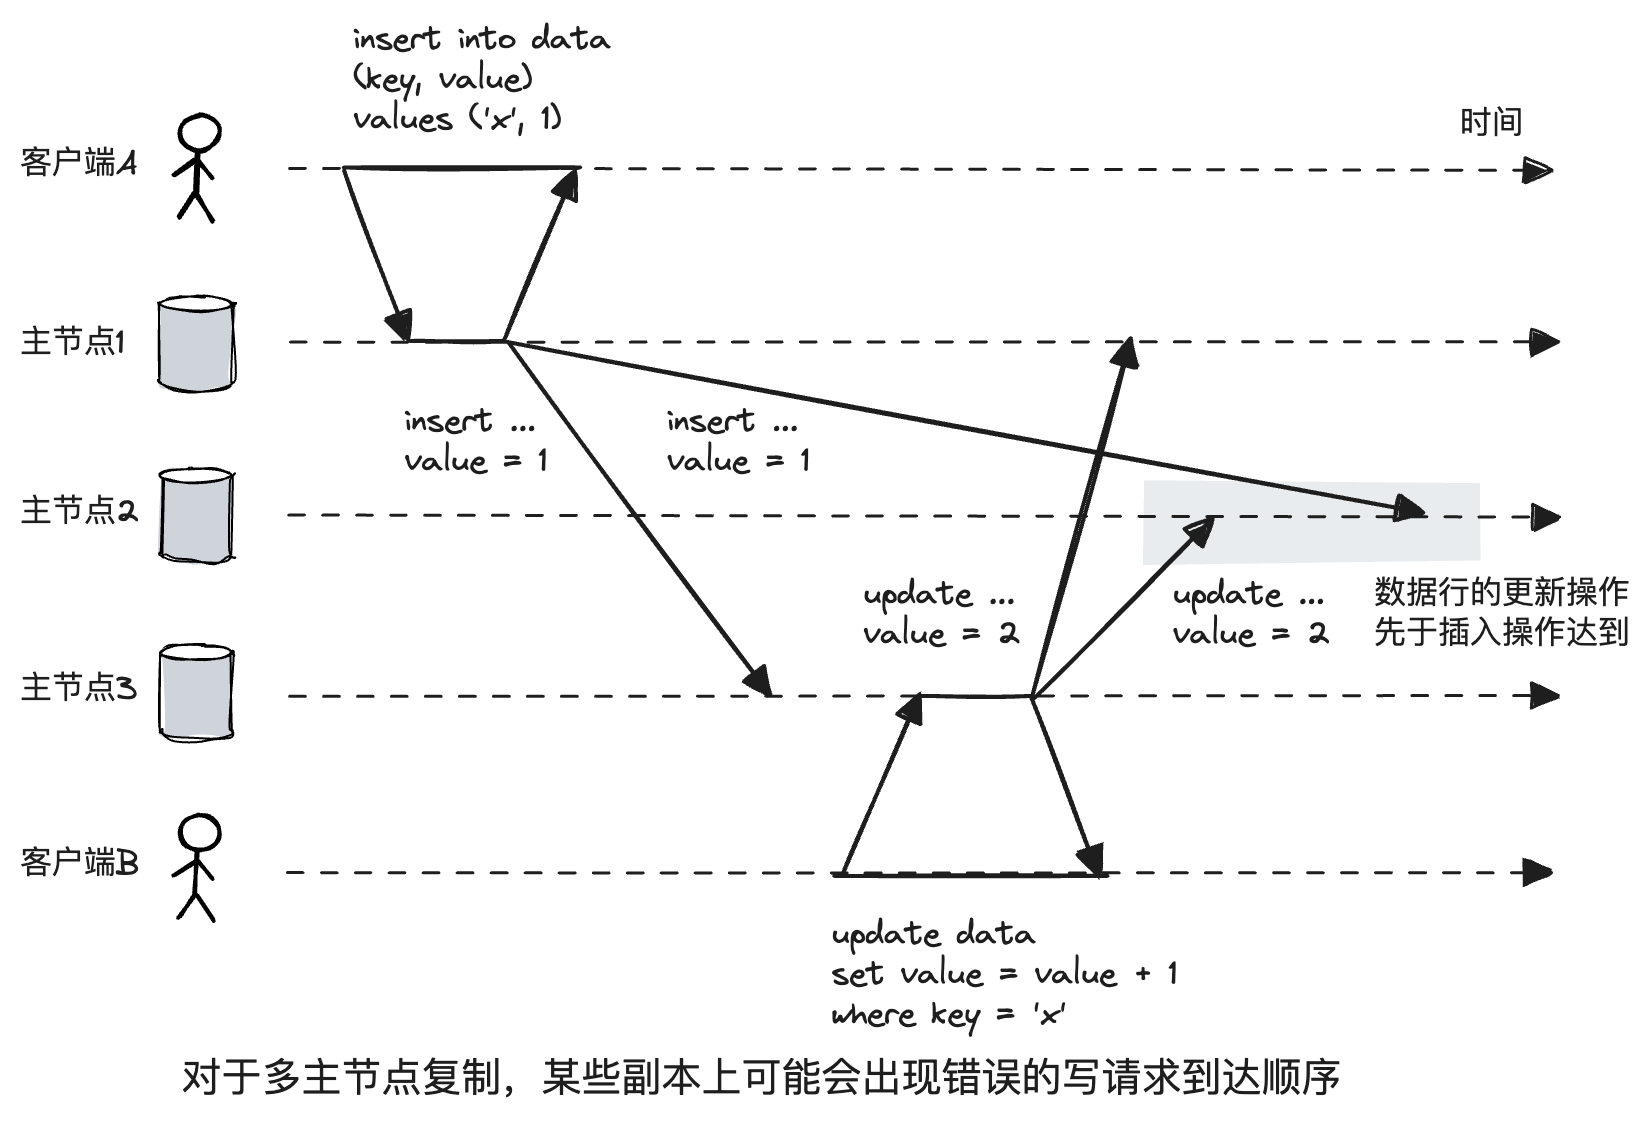 insert into data
(key, value)
values ('x', 1)
时间
客户端A
主节点1
insert ...
value = 1
insert ...
value = 1
主节点2
update ...
value = 2
update ...
value = 2
数据行的更新操作
先于插入操作达到
主节点3
客户端B
update data
set value = value + 1
where key = 'x'
对于多主节点复制，某些副本上可能会出现错误的写请求到达顺序